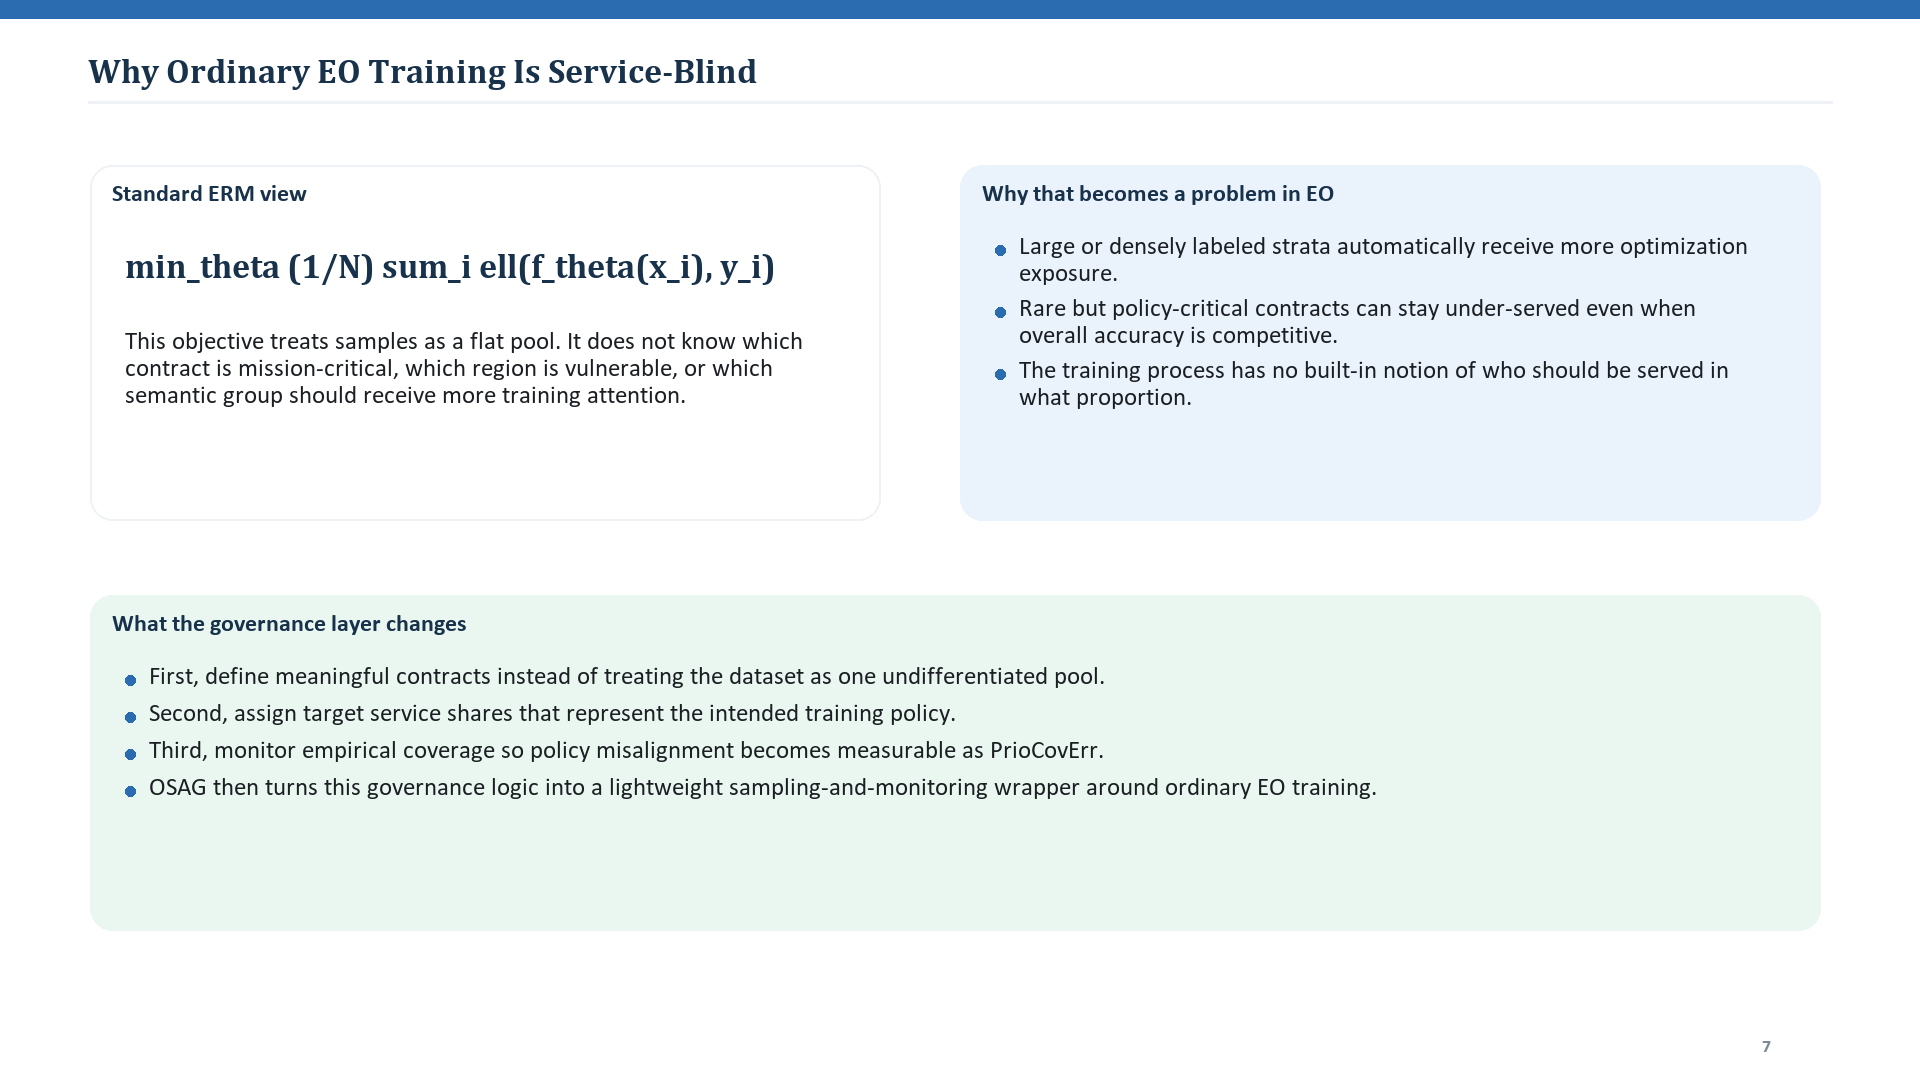 Why Ordinary EO Training Is Service-Blind
Standard ERM view
min_theta (1/N) sum_i ell(f_theta(x_i), y_i)
This objective treats samples as a flat pool. It does not know which
contract is mission-critical, which region is vulnerable, or which
semantic group should receive more training attention.
Why that becomes a problem in EO
Large or densely labeled strata automatically receive more optimization
exposure.
Rare but policy-critical contracts can stay under-served even when
overall accuracy is competitive.
The training process has no built-in notion of who should be served in
what proportion.
What the governance layer changes
First, define meaningful contracts instead of treating the dataset as one undifferentiated pool.
Second, assign target service shares that represent the intended training policy.
Third, monitor empirical coverage so policy misalignment becomes measurable as PrioCovErr.
OSAG then turns this governance logic into a lightweight sampling-and-monitoring wrapper around ordinary EO training.
7